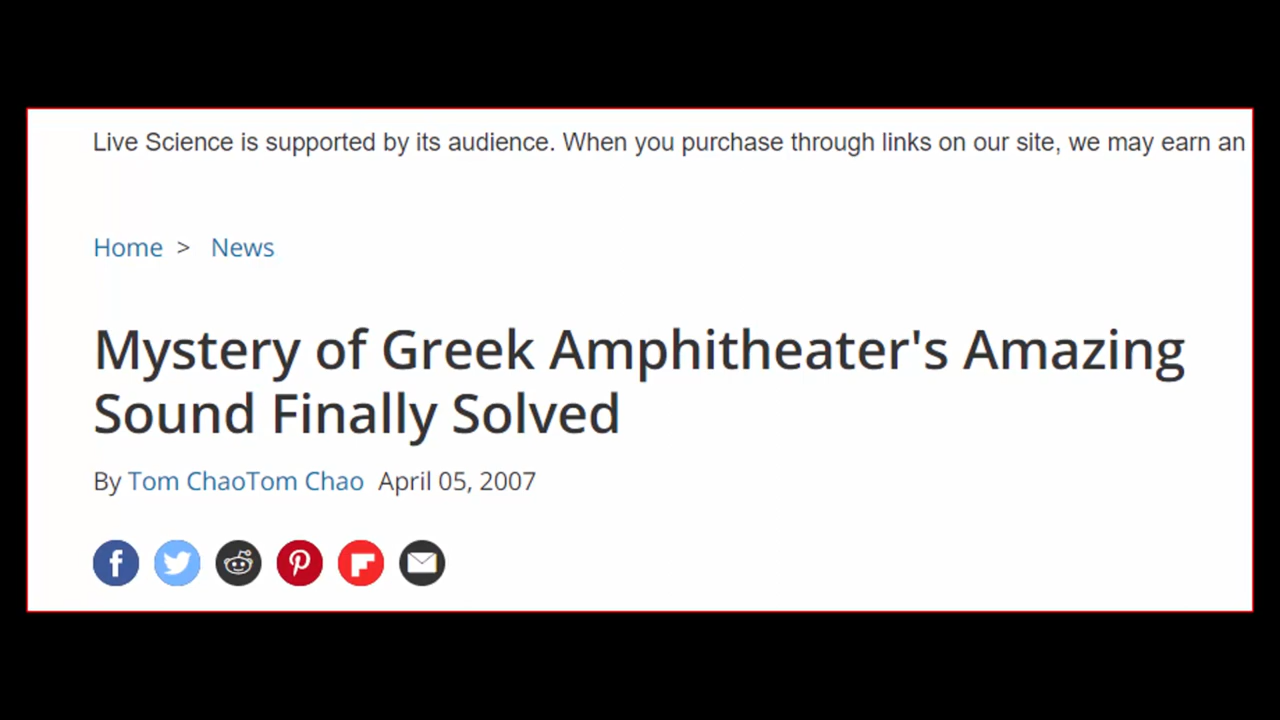 Live Science is supported by its audience. When you purchase through links on our site, we may earn an
Home > News
Mystery of Greek Amphitheater's Amazing
Sound Finally Solved
By Tom ChaoTom Chao April 05, 2007